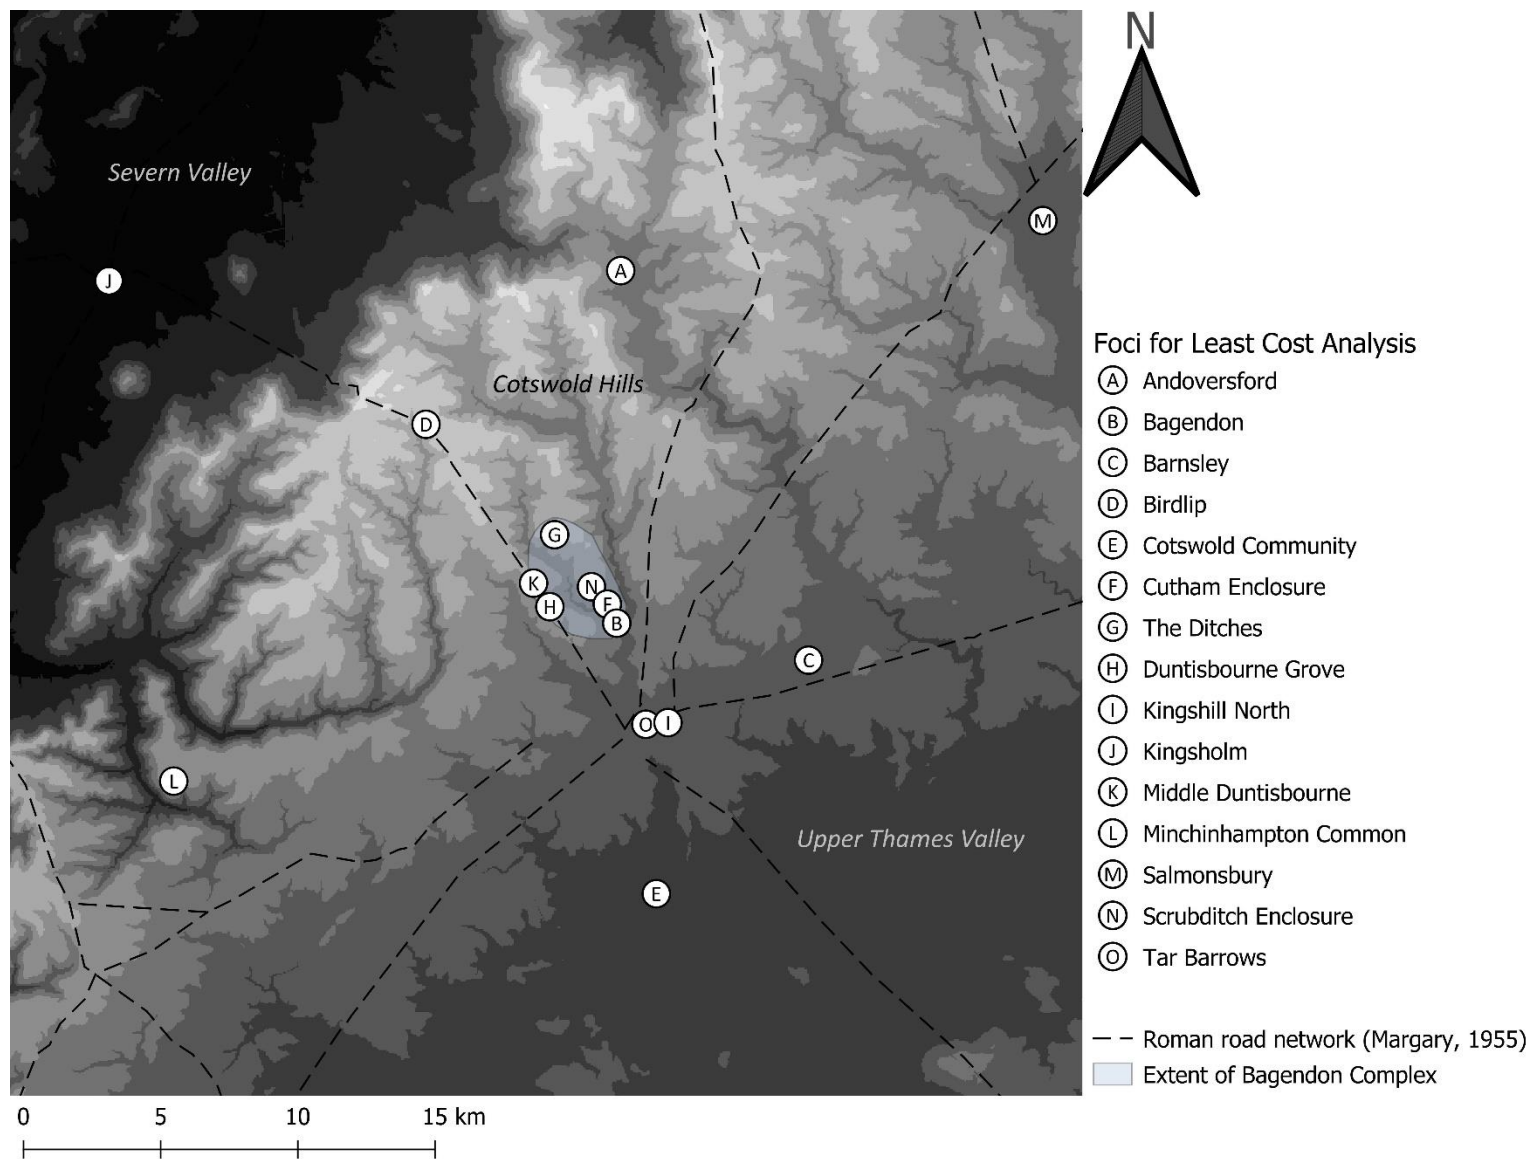 N
Severn Valley
M
A
J
Cotswold Hills
D
G
K
N
F
H
B
C
O
I
L
Upper Thames Valley
E
Foci for Least Cost Analysis
A Andoversford
B Bagendon
C Barnsley
D Birdlip
E Cotswold Community
F Cutham Enclosure
G The Ditches
H Duntisbourne Grove
I Kingshill North
J Kingsholm
K Middle Duntisbourne
L Minchinhampton Common
M Salmonsbury
N Scrubditch Enclosure
O Tar Barrows
Roman road network (Margary, 1955)
Extent of Bagendon Complex
0 5 10 15 km